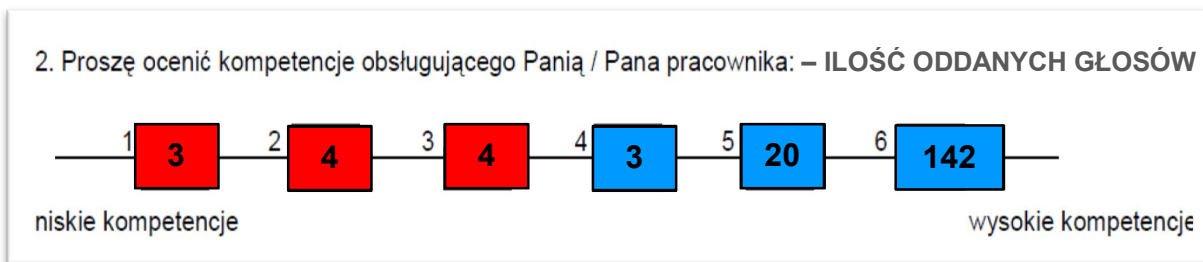 2. Proszę ocenić kompetencje obsługującego Panią / Pana pracownika: – ILOŚĆ ODDANYCH GŁOSÓW
1 3 2 4 3 4 4 3 5 20 6 142
niskie kompetencje wysokie kompetencje